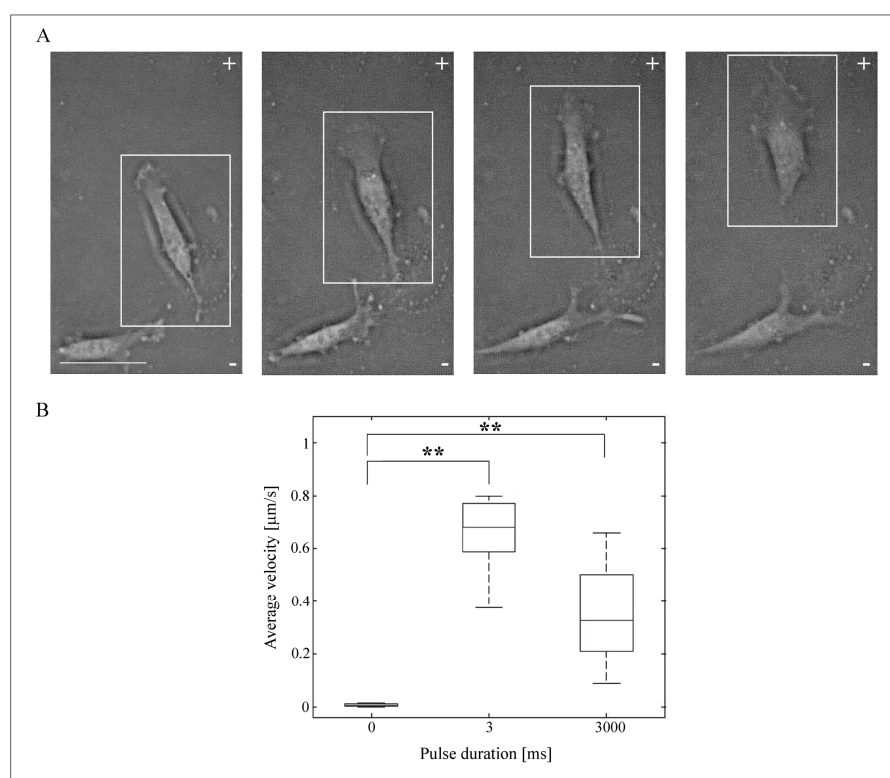 A
+ + + +
- - - -
B
** 
**
1
0.8
0.6
0.4
0.2
0
Average velocity [μm/s]
0 3 3000
Pulse duration [ms]